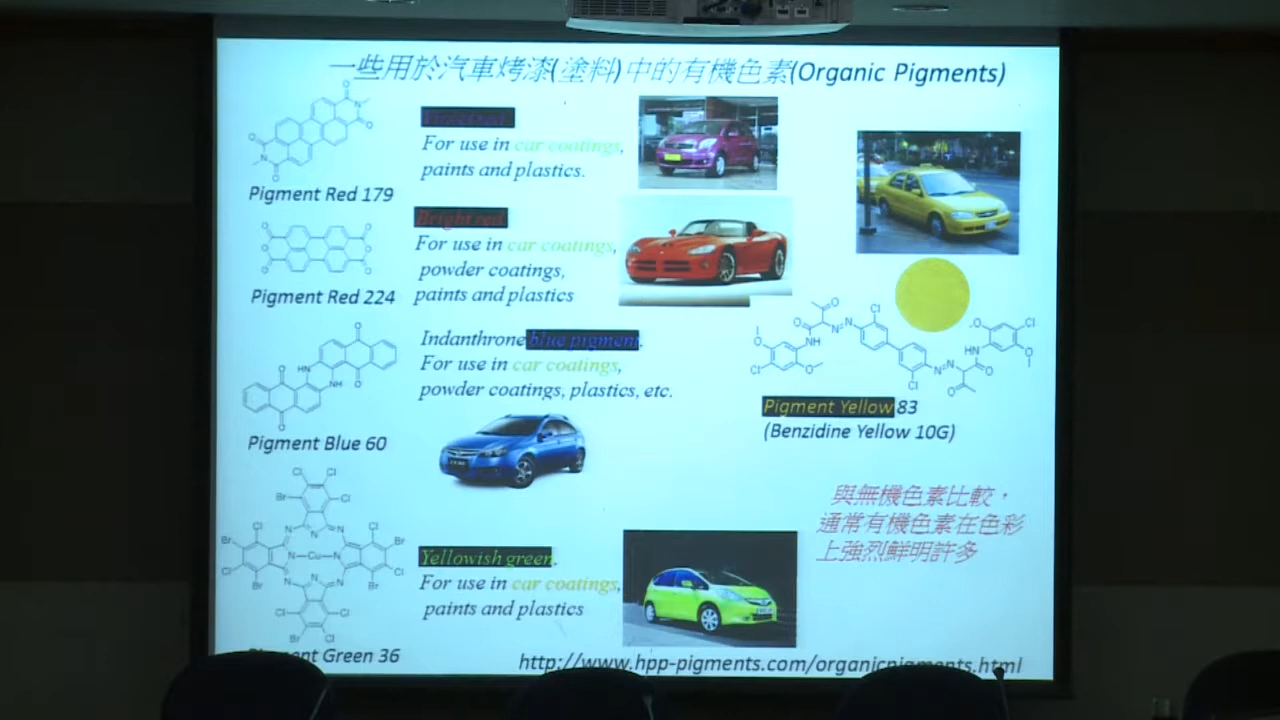 一些用於汽車烤漆(塗料)中的有機色素(Organic Pigments)
Pigment Red 179
For use in car coatings,
paints and plastics.
Pigment Red 224
Bright red
For use in car coatings,
powder coatings,
paints and plastics
Pigment Blue 60
Indanthrone blue pigment.
For use in car coatings,
powder coatings, plastics, etc.
Pigment Yellow 83
(Benzidine Yellow 10G)
與無機色素比較，
通常有機色素在色彩
上強烈鮮明許多
Yellowish green.
For use in car coatings,
paints and plastics
Green 36
http://www.hpp-pigments.com/organicpigments.html